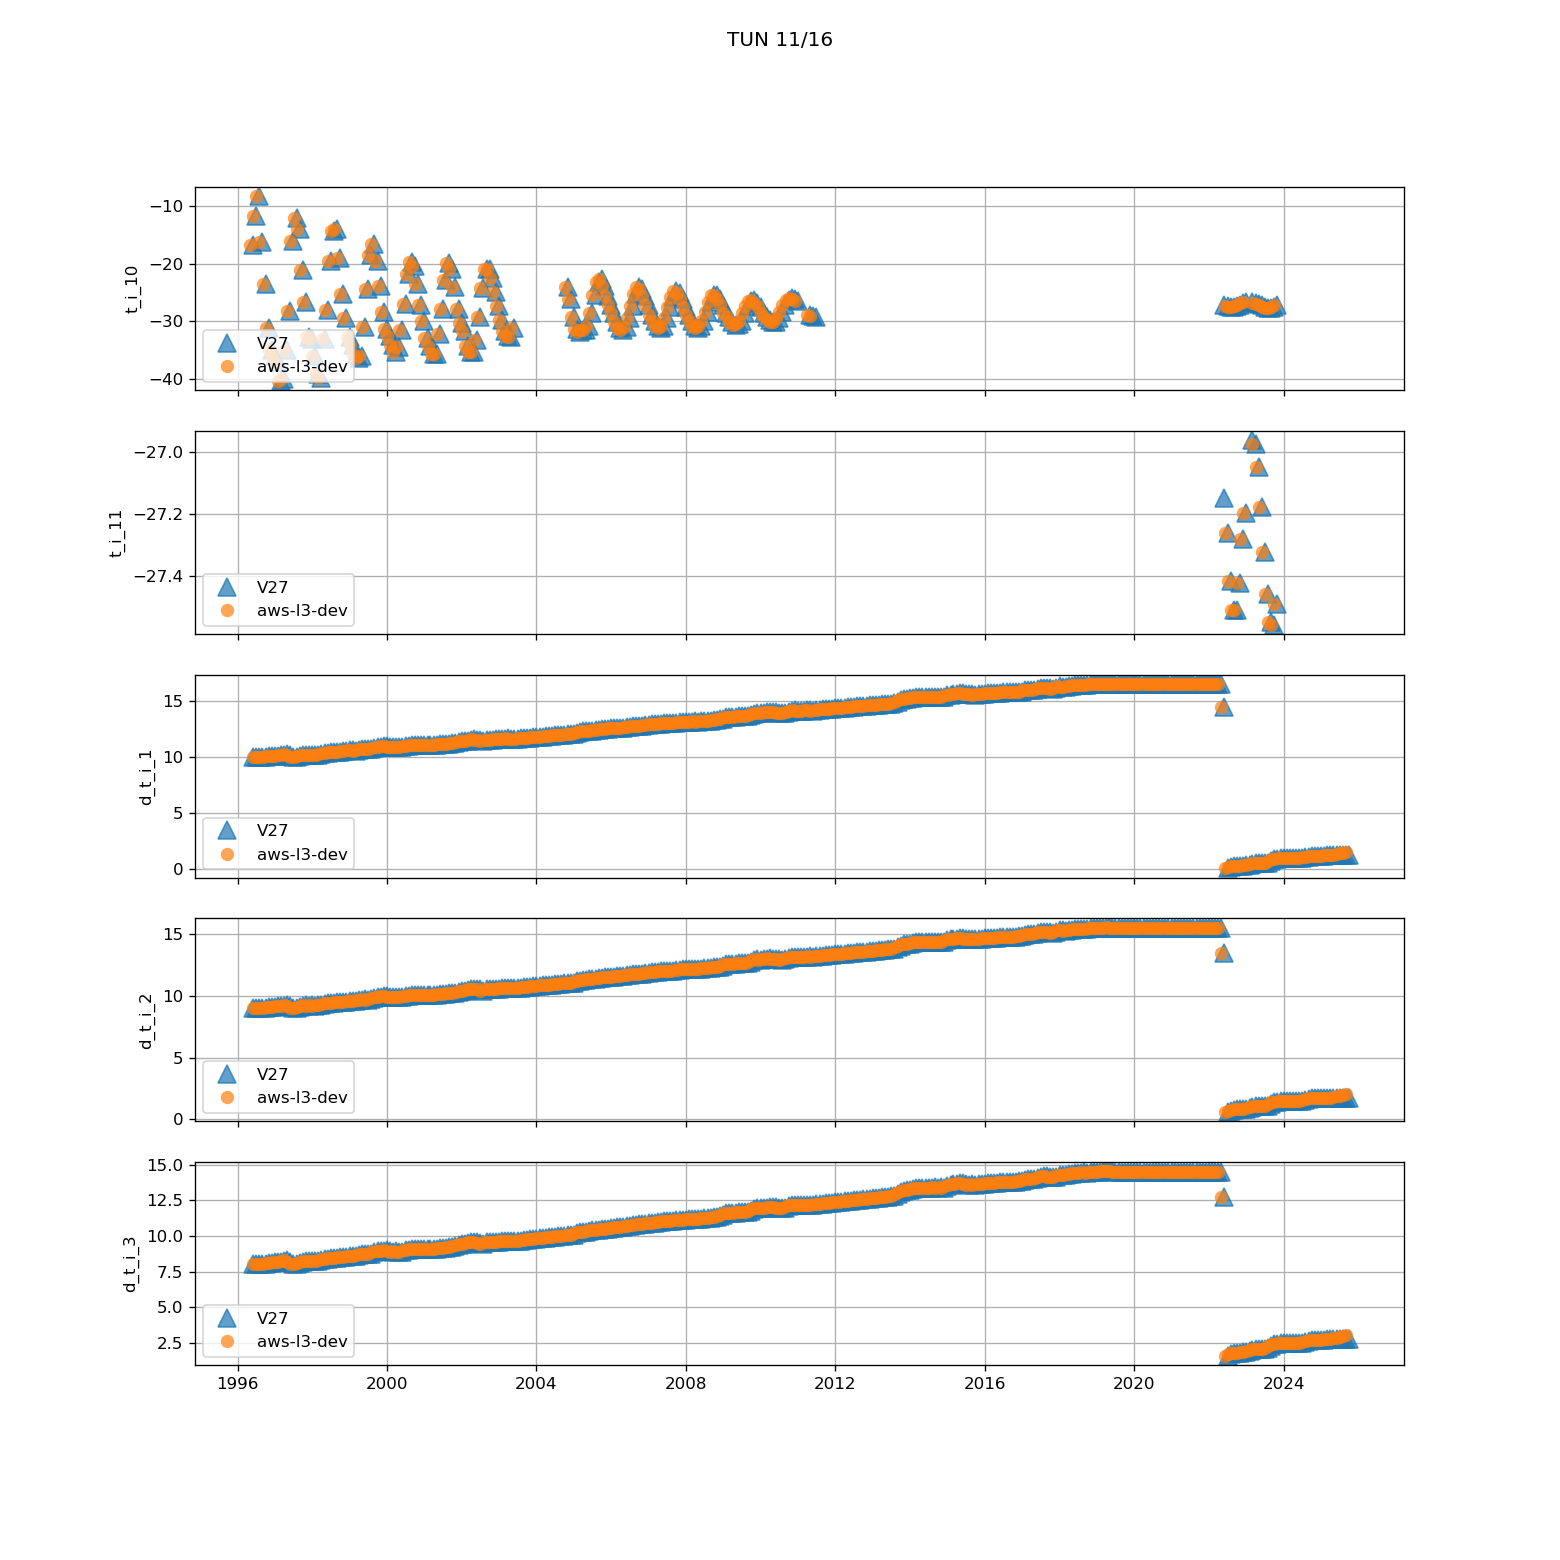 TUN 11/16
t_i_10
−10
−20
−30
−40
V27
aws-l3-dev
t_i_11
−27.0
−27.2
−27.4
V27
aws-l3-dev
d_t_i_1
15
10
5
0
V27
aws-l3-dev
d_t_i_2
15
10
5
0
V27
aws-l3-dev
d_t_i_3
15.0
12.5
10.0
7.5
5.0
2.5
V27
aws-l3-dev
1996 2000 2004 2008 2012 2016 2020 2024